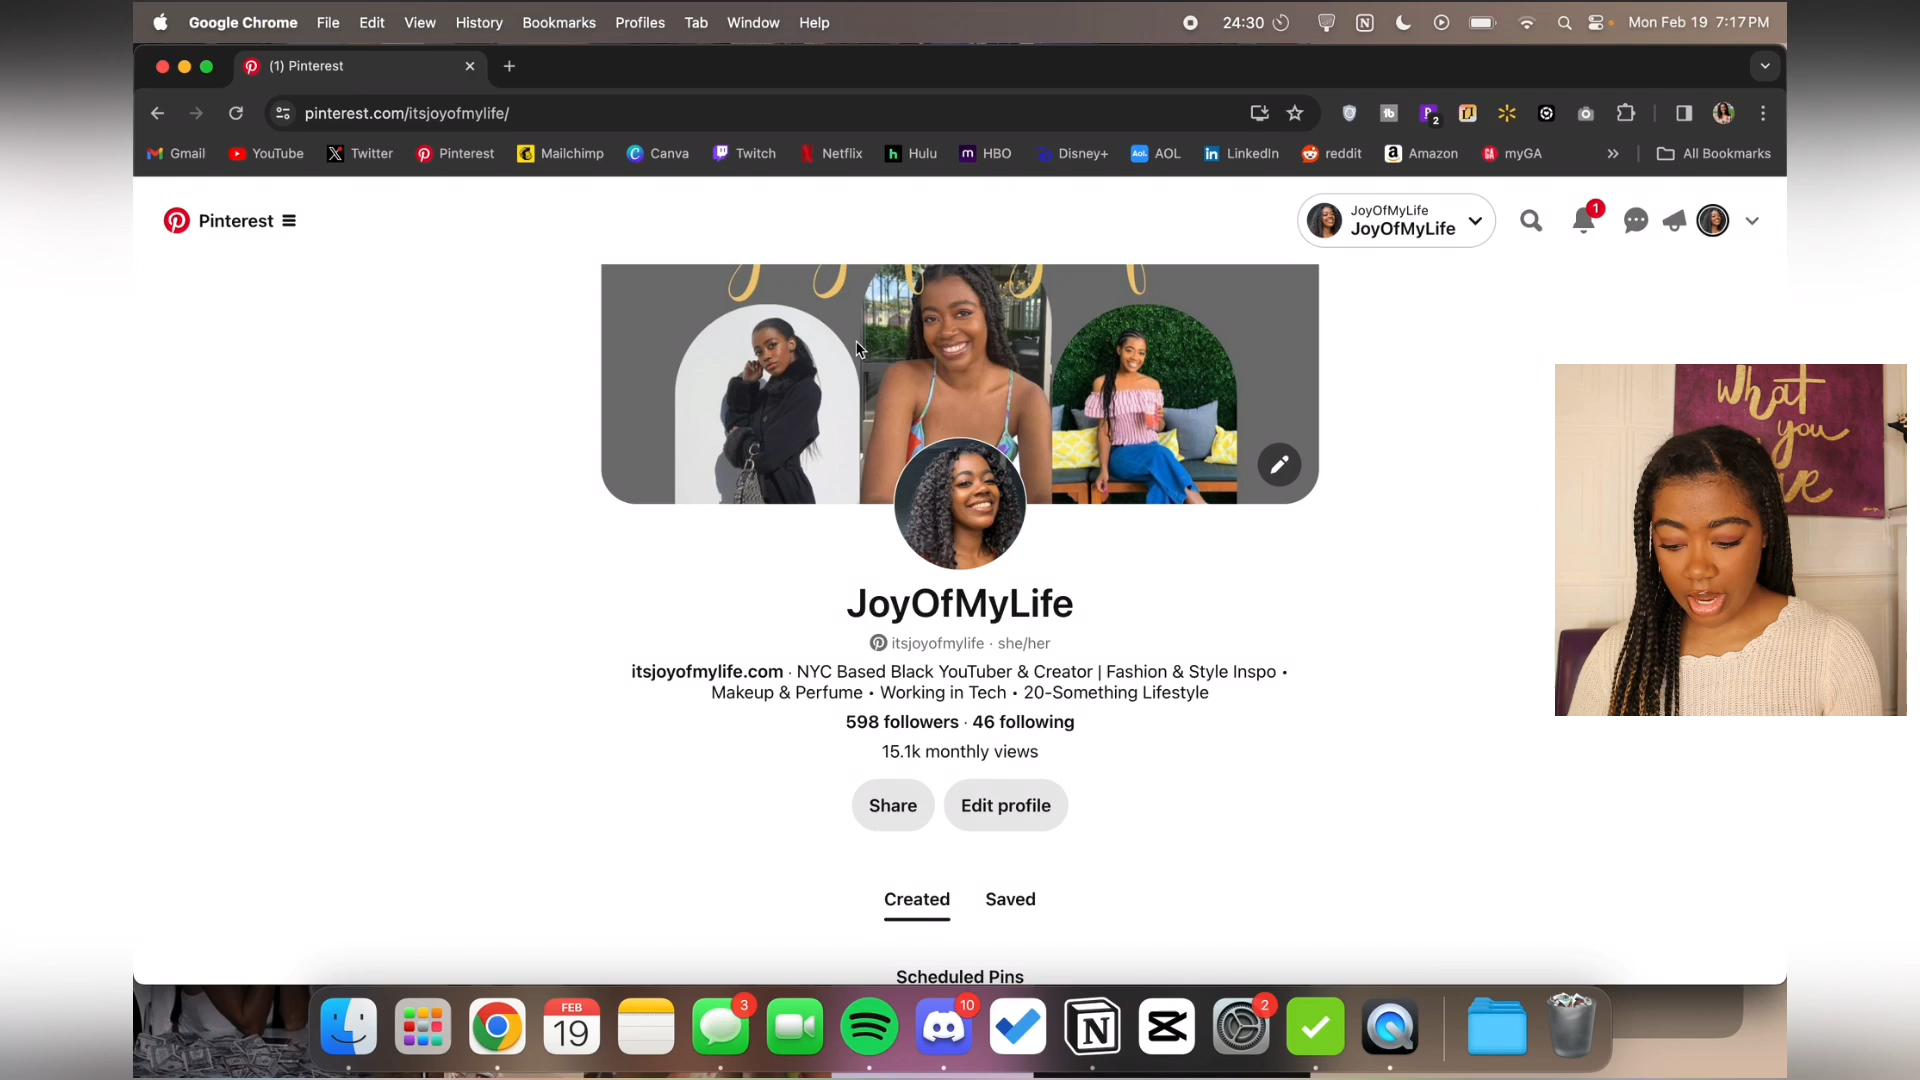 Google Chrome File Edit View History Bookmarks Profiles Tab Window Help 24:30 Mon Feb 19 7:17PM
(1) Pinterest
pinterest.com/itsjoyofmylife/
2
Gmail YouTube Twitter Pinterest Mailchimp Canva Twitch Netflix Hulu HBO Disney+ AOL LinkedIn reddit Amazon myGA All Bookmarks
Pinterest
JoyOfMyLife
JoyOfMyLife
1
What
you
JoyOfMyLife
itsjoyofmylife · she/her
itsjoyofmylife.com · NYC Based Black YouTuber & Creator | Fashion & Style Inspo •
Makeup & Perfume • Working in Tech • 20-Something Lifestyle
598 followers · 46 following
15.1k monthly views
Share Edit profile
Created Saved
Scheduled Pins
FEB
19
3
10
2